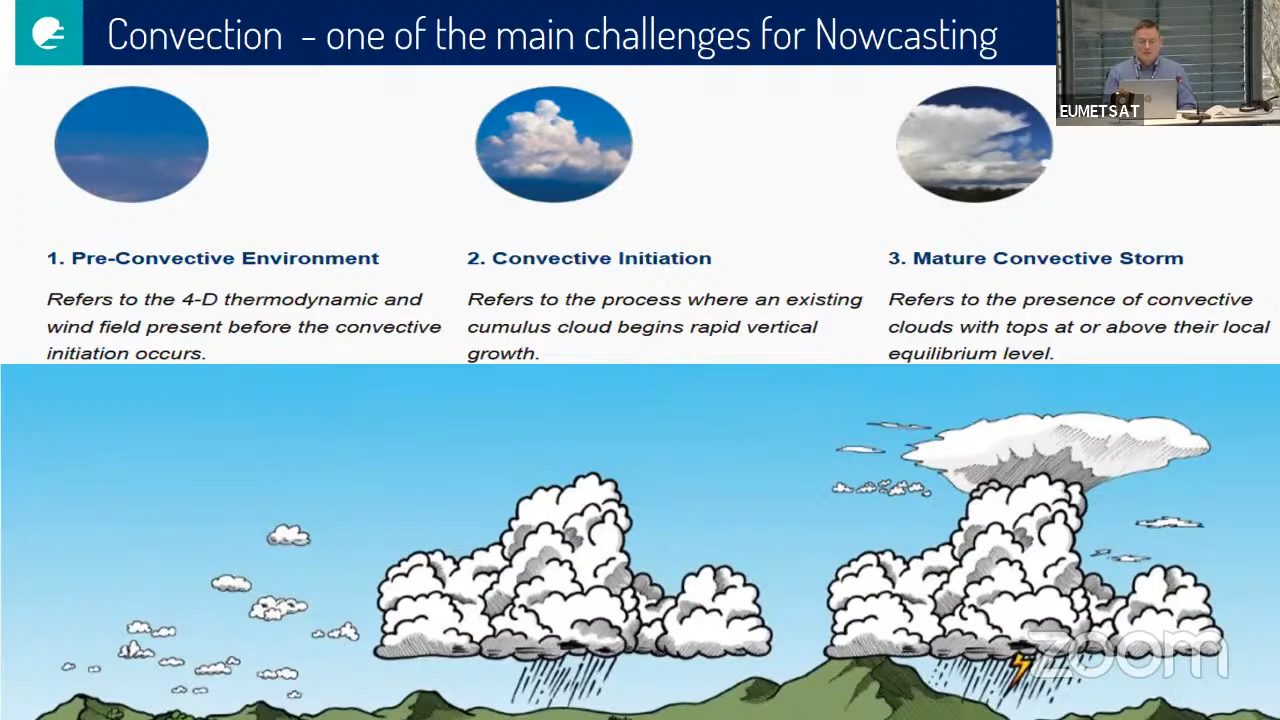 Convection - one of the main challenges for Nowcasting
EUMETSAT
1. Pre-Convective Environment
Refers to the 4-D thermodynamic and
wind field present before the convective
initiation occurs.
2. Convective Initiation
Refers to the process where an existing
cumulus cloud begins rapid vertical
growth.
3. Mature Convective Storm
Refers to the presence of convective
clouds with tops at or above their local
equilibrium level.
zoom